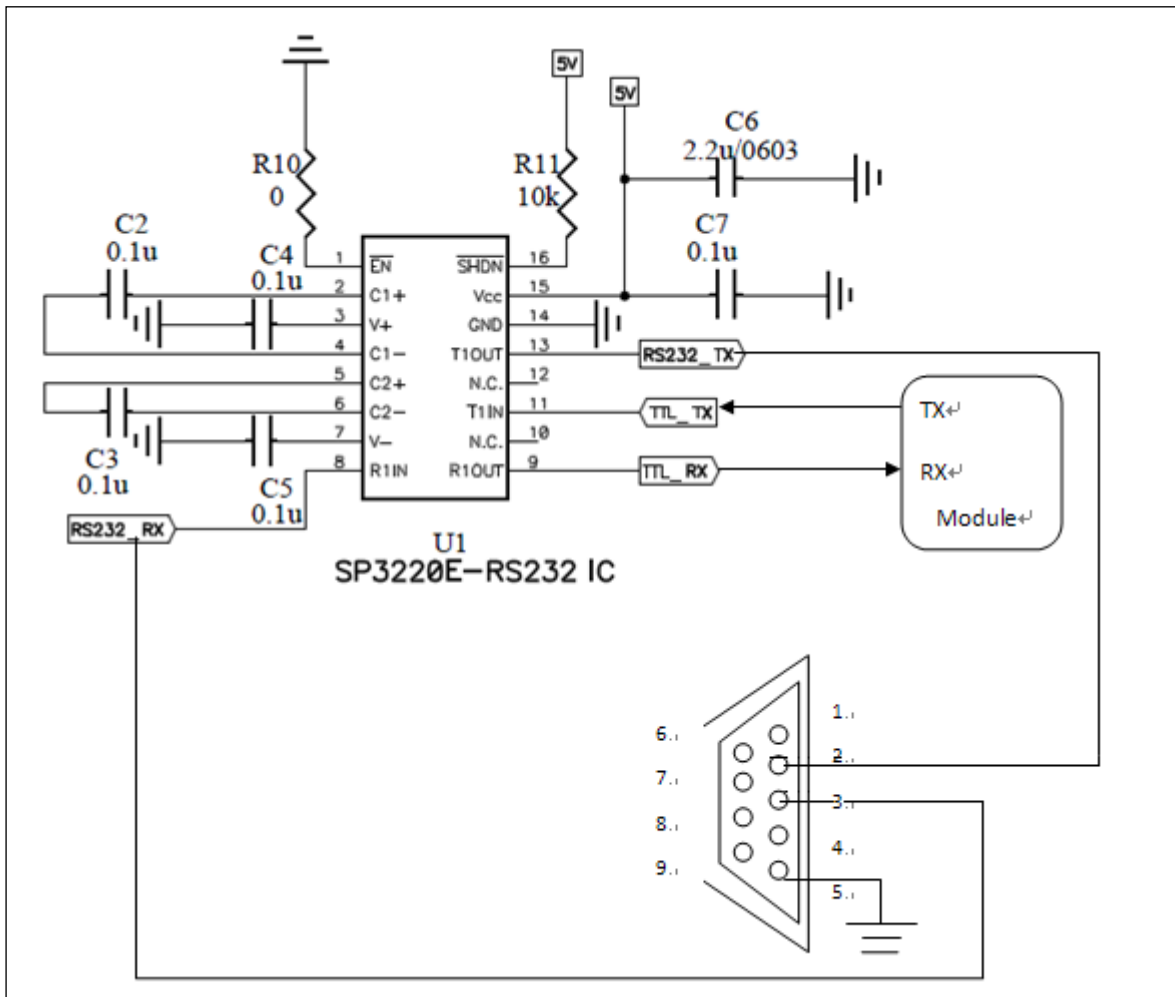 5V
5V
C6
2.2u/0603
R10
0
R11
10k
C2
0.1u
C4
0.1u
C7
0.1u
1 EN SHDN 16
2 C1+ Vcc 15
3 V+ GND 14
4 C1- T1OUT 13 RS232_TX
5 C2+ N.C. 12
6 C2- T1IN 11 TTL_TX
7 V- N.C. 10
8 R1IN R1OUT 9 TTL_RX
TX↵
RX↵
Module↵
C3
0.1u
C5
0.1u
RS232_RX
U1
SP3220E-RS232 IC
1.
6.
2.
7.
3.
8.
4.
9.
5.